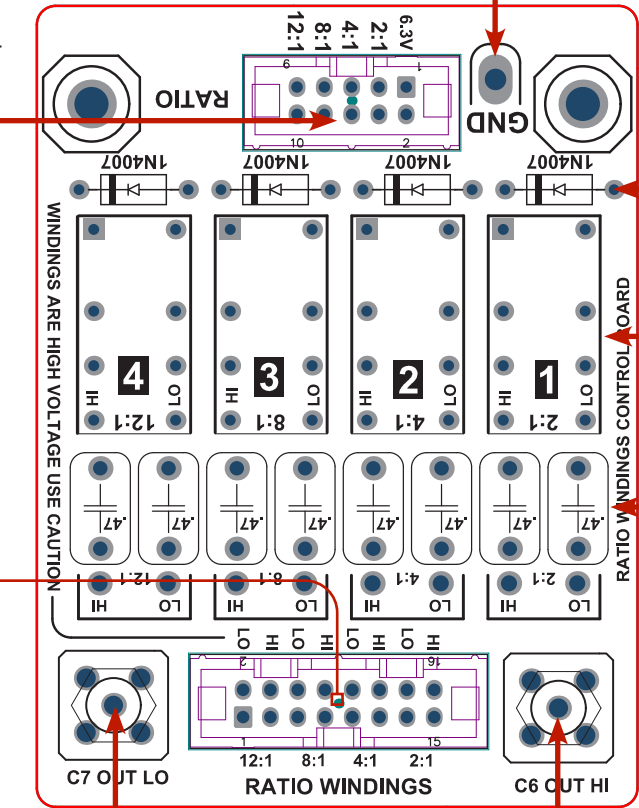 12:1 8:1 4:1 2:1 6.3V
6 1
RATIO
GND
10 2
1N4007 1N4007 1N4007 1N4007
WINDINGS ARE HIGH VOLTAGE USE CAUTION
RATIO WINDINGS CONTROL BOARD
4 3 2 1
HI LO HI LO HI LO HI LO
12:1 8:1 4:1 2:1
.47 .47 .47 .47 .47 .47 .47 .47
12:1 8:1 4:1 2:1
HI LO HI LO HI LO HI LO
LO HI LO HI LO HI LO HI
2 16
1 15
12:1 8:1 4:1 2:1
C7 OUT LO
RATIO WINDINGS
C6 OUT HI